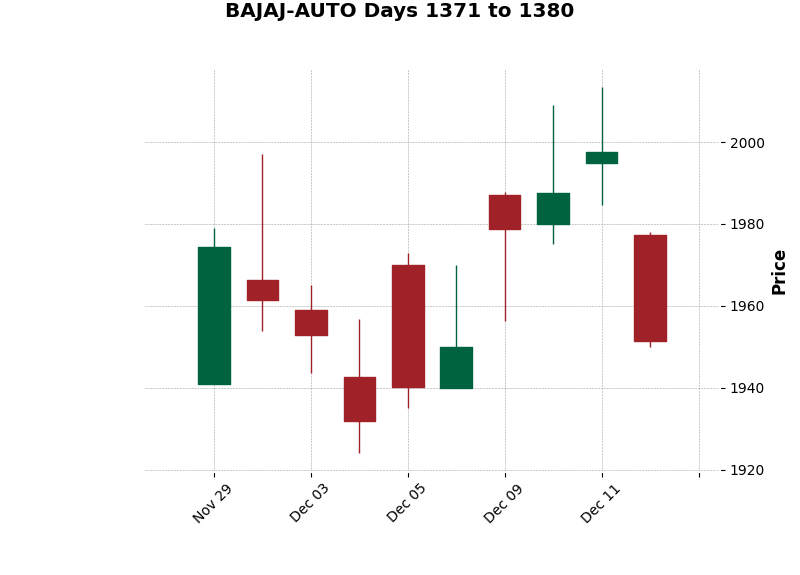 BAJAJ-AUTO Days 1371 to 1380
2000
1980
1960
1940
1920
Price
Nov 29
Dec 03
Dec 05
Dec 09
Dec 11